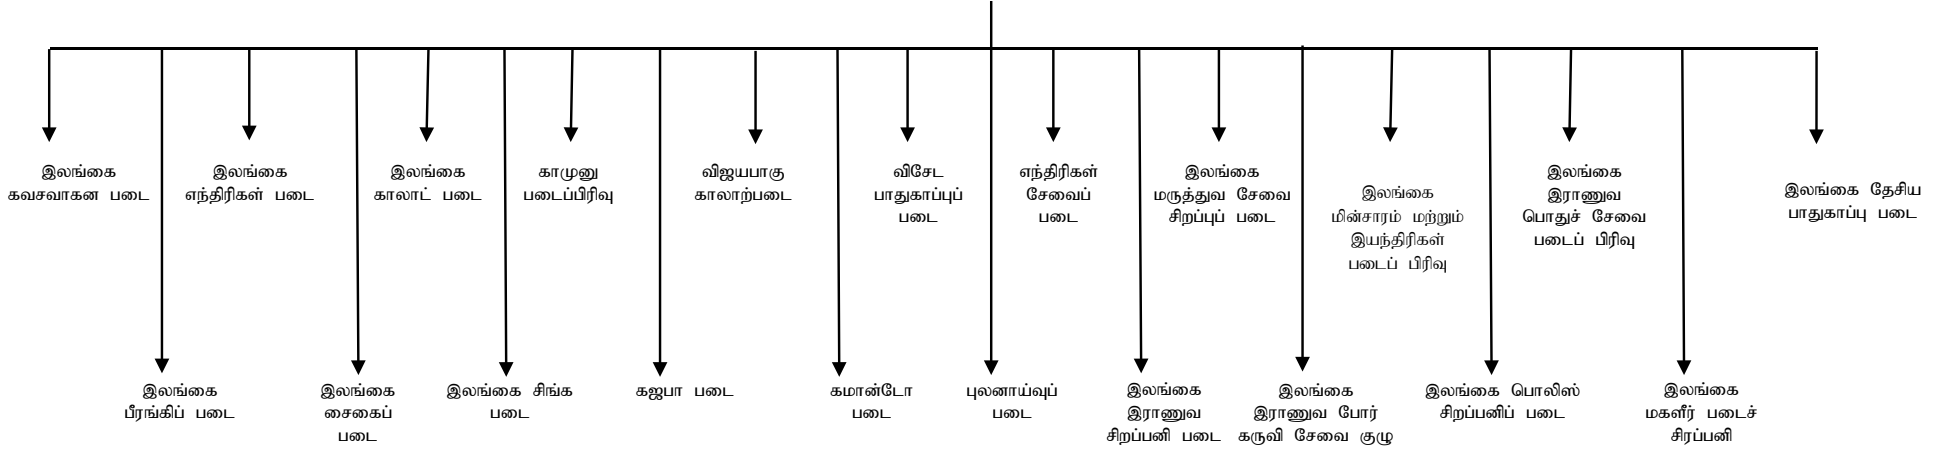 இலங்கை
கவசவாகன படை
இலங்கை
எந்திரிகள் படை
இலங்கை
காலாட் படை
காமுனு
படைப்பிரிவு
விஜயபாகு
காலாற்படை
விசேட
பாதுகாப்புப்
படை
எந்திரிகள்
சேவைப்
படை
இலங்கை
மருத்துவ சேவை
சிறப்புப் படை
இலங்கை
மின்சாரம் மற்றும்
இயந்திரிகள்
படைப் பிரிவு
இலங்கை
இராணுவ
பொதுச் சேவை
படைப் பிரிவு
இலங்கை தேசிய
பாதுகாப்பு படை
இலங்கை
பீரங்கிப் படை
இலங்கை
சைகைப்
படை
இலங்கை சிங்க
படை
கஜபா படை
கமான்டோ
படை
புலனாய்வுப்
படை
இலங்கை
இராணுவ
சிறப்பனி படை
இலங்கை
இராணுவ போர்
கருவி சேவை குழு
இலங்கை பொலிஸ்
சிறப்பனிப் படை
இலங்கை
மகளீர் படைச்
சிரப்பனி